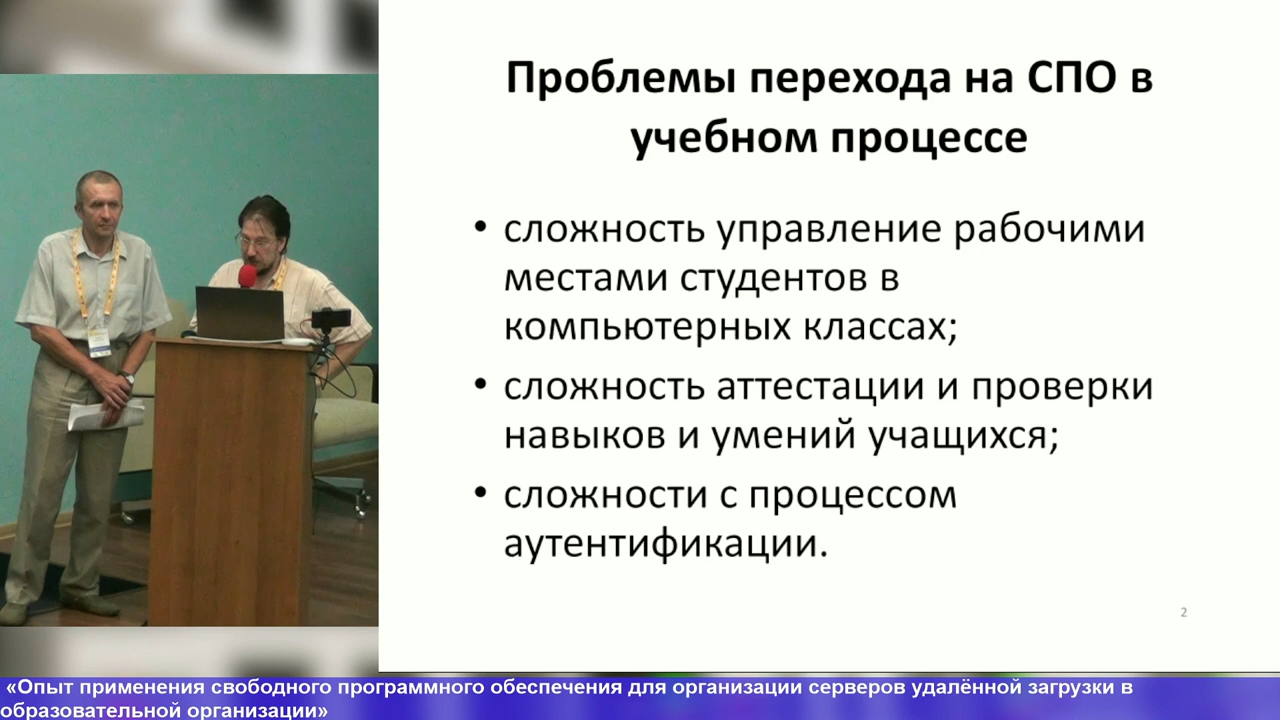 Проблемы перехода на СПО в
учебном процессе
• сложность управление рабочими
местами студентов в
компьютерных классах;
• сложность аттестации и проверки
навыков и умений учащихся;
• сложности с процессом
аутентификации.
2
«Опыт применения свободного программного обеспечения для организации серверов удалённой загрузки в
образовательной организации»